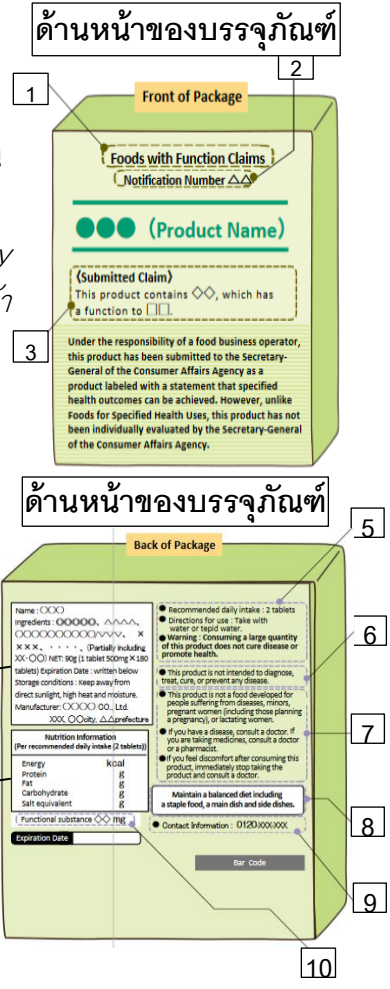 ด้านหน้าของบรรจุภัณฑ์
1
2
Front of Package
Foods with Function Claims
Notification Number △△
●●● (Product Name)
《Submitted Claim》
This product contains ◇◇, which has
a function to □□.
3
Under the responsibility of a food business operator,
this product has been submitted to the Secretary-
General of the Consumer Affairs Agency as a
product labeled with a statement that specified
health outcomes can be achieved. However, unlike
Foods for Specified Health Uses, this product has not
been individually evaluated by the Secretary-General
of the Consumer Affairs Agency.
ด้านหน้าของบรรจุภัณฑ์
5
Back of Package
Name : ○○○
Ingredients : ○○○○○, △△△△,
○○○○○○○○○○/▽▽▽, ×
×××, ・・・・, (Partially including
XX·○○) NET: 90g (1 tablet 500mg × 180
tablets) Expiration Date : written below
Storage conditions : Keep away from
direct sunlight, high heat and moisture.
Manufacturer: ○○○○ CO., Ltd.
XXX, ○○city, △△prefecture
Nutrition Information
(Per recommended daily intake (2 tablets))
Energy kcal
Protein g
Fat g
Carbohydrate g
Salt equivalent g
Functional substance ◇◇ mg
Expiration Date
● Recommended daily intake : 2 tablets
● Directions for use : Take with
water or tepid water.
● Warning : Consuming a large quantity
of this product does not cure disease or
promote health.
6
● This product is not intended to diagnose,
treat, cure, or prevent any disease.
● This product is not a food developed for
people suffering from diseases, minors,
pregnant women (including those planning
a pregnancy), or lactating women.
7
● If you have a disease, consult a doctor. If
you are taking medicines, consult a doctor
or a pharmacist.
● If you feel discomfort after consuming this
product, immediately stop taking the
product and consult a doctor.
Maintain a balanced diet including
a staple food, a main dish and side dishes.
8
● Contact Information : 0120-XXX-XXX
9
Bar Code
10